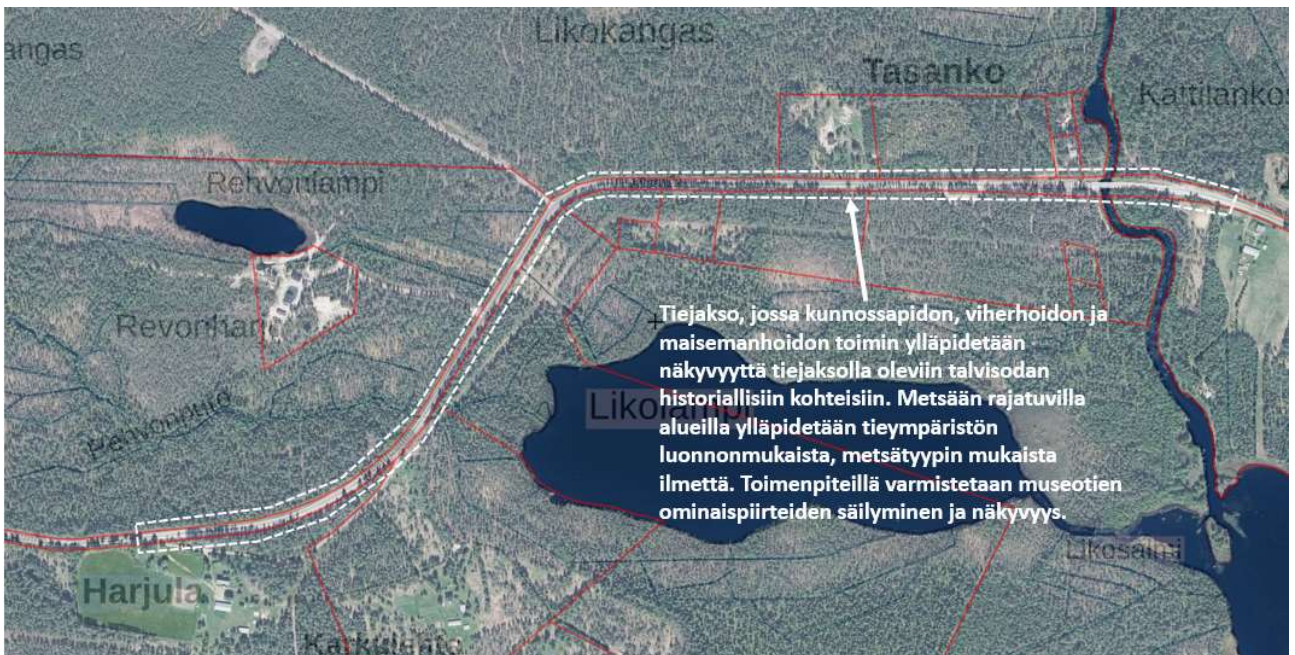 Likokangas
angas
Tasanko
Kattilankos
Rehvonlampi
Tiejakso, jossa kunnossapidon, viherhoidon ja
maisemanhoidon toimin ylläpidetään
näkyvyyttä tiejaksolla oleviin talvisodan
historiallisiin kohteisiin. Metsään rajatuvilla
alueilla ylläpidetään tieympäristön
luonnonmukaista, metsätyypin mukaista
ilmettä. Toimenpiteillä varmistetaan museotien
ominaispiirteiden säilyminen ja näkyvyys.
Revonharju
Likolampi
Likosalmi
Harjula